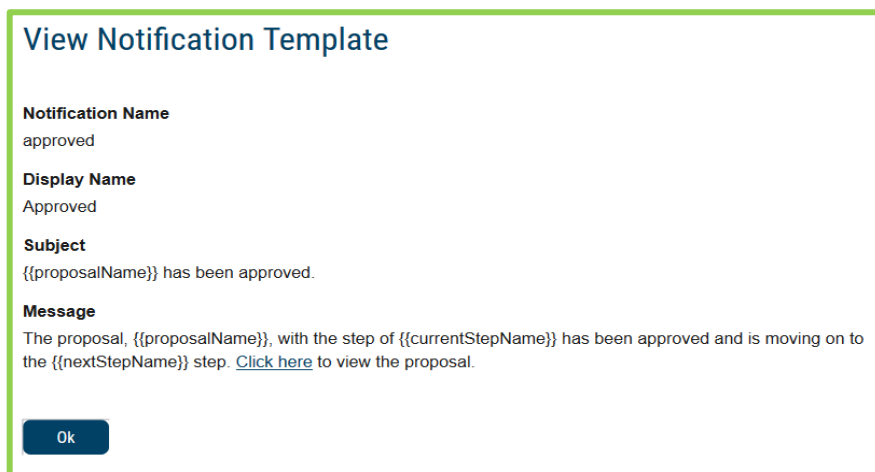 View Notification Template
Notification Name
approved
Display Name
Approved
Subject
{{proposalName}} has been approved.
Message
The proposal, {{proposalName}}, with the step of {{currentStepName}} has been approved and is moving on to
the {{nextStepName}} step. Click here to view the proposal.
Ok